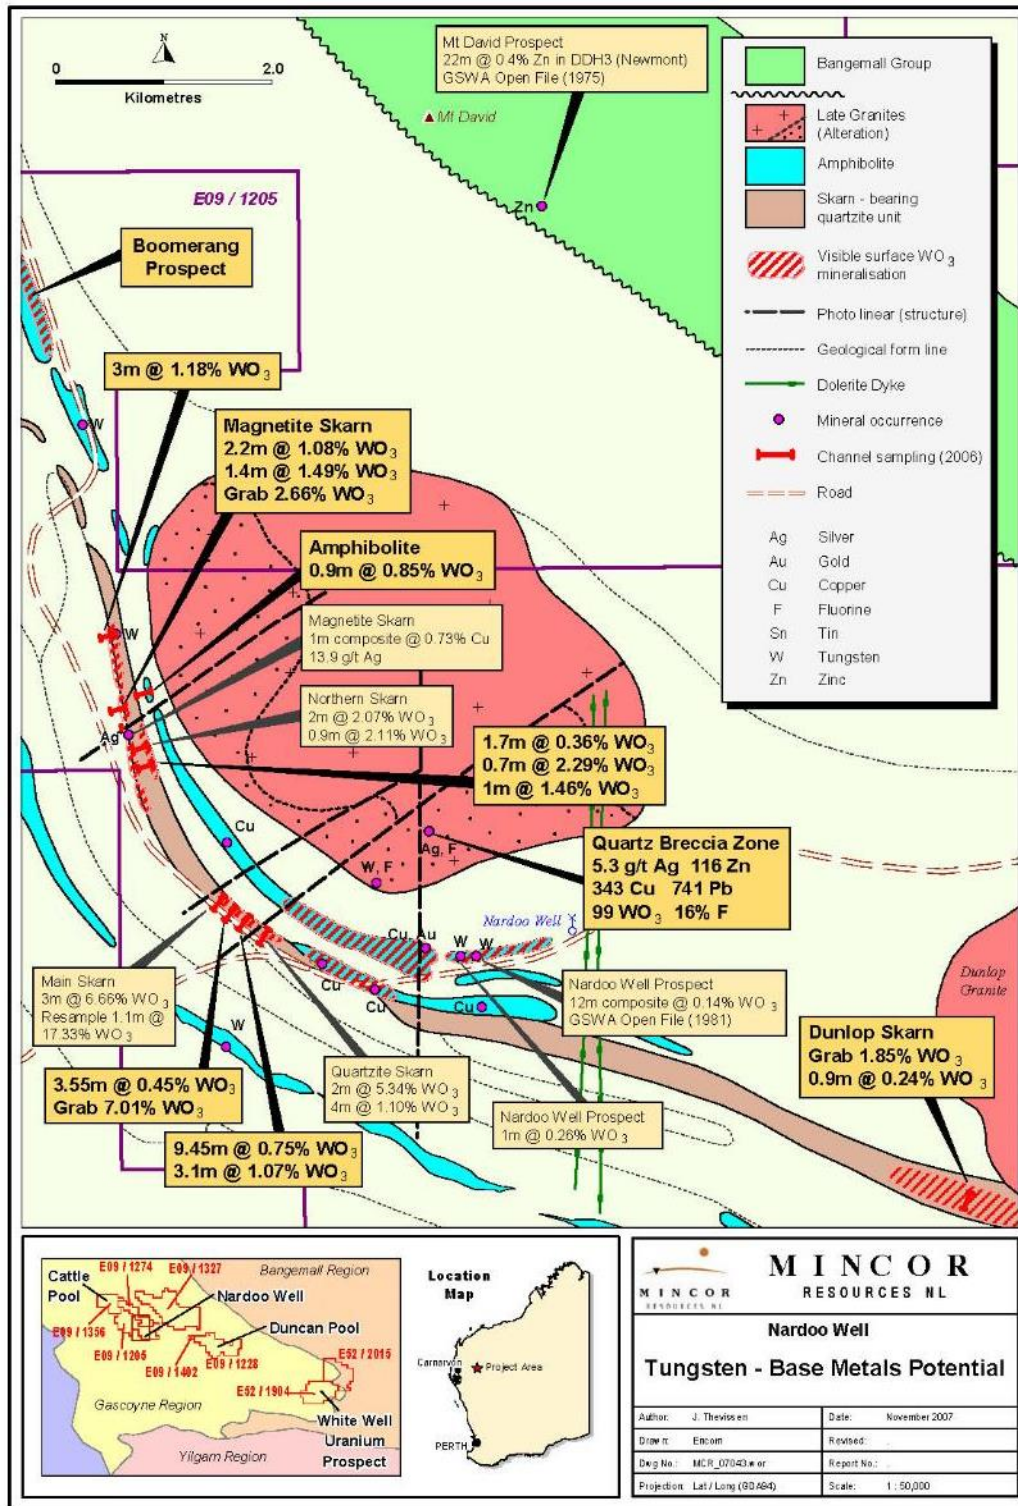 N
0 2.0
Kilometres
Mt David Prospect
22m @ 0.4% Zn in DDH3 (Newmont)
GSWA Open File (1975)
Mt David
Zn
E09 / 1205
Boomerang
Prospect
3m @ 1.18% WO3
W
Magnetite Skarn
2.2m @ 1.08% WO3
1.4m @ 1.49% WO3
Grab 2.66% WO3
Amphibolite
0.9m @ 0.85% WO3
W
Magnetite Skarn
1m composite @ 0.73% Cu
13.9 g/t Ag
Northern Skarn
2m @ 2.07% WO3
0.9m @ 2.11% WO3
Ag
1.7m @ 0.36% WO3
0.7m @ 2.29% WO3
1m @ 1.46% WO3
Cu
Ag, F
W, F
Quartz Breccia Zone
5.3 g/t Ag 116 Zn
343 Cu 741 Pb
99 WO3 16% F
Nardoo Well
Cu, Au
W W
Cu
Cu
Cu
Main Skarn
3m @ 6.66% WO3
Resample 1.1m @
17.33% WO3
W
Nardoo Well Prospect
12m composite @ 0.14% WO3
GSWA Open File (1981)
Dunlop
Granite
Dunlop Skarn
Grab 1.85% WO3
0.9m @ 0.24% WO3
3.55m @ 0.45% WO3
Grab 7.01% WO3
Quartzite Skarn
2m @ 5.34% WO3
4m @ 1.10% WO3
Nardoo Well Prospect
1m @ 0.26% WO3
9.45m @ 0.75% WO3
3.1m @ 1.07% WO3
Bangemall Group
Late Granites
(Alteration)
Amphibolite
Skarn - bearing
quartzite unit
Visible surface WO3
mineralisation
Photo linear (structure)
Geological form line
Dolerite Dyke
Mineral occurrence
Channel sampling (2006)
Road
Ag Silver
Au Gold
Cu Copper
F Fluorine
Sn Tin
W Tungsten
Zn Zinc
E09 / 1274
E09 / 1327
Bangemall Region
Cattle
Pool
Nardoo Well
E09 / 1356
Duncan Pool
E09 / 1205
E09 / 1402
E09 / 1228
E52 / 2015
E52 / 1904
Gascoyne Region
White Well
Uranium
Prospect
Yilgarn Region
Location
Map
Carnarvon
Project Area
PERTH
MINCOR
RESOURCES NL
MINCOR
RESOURCES NL
Nardoo Well
Tungsten - Base Metals Potential
Author: J. Thevissen Date: November 2007
Drawn: Encom Revised: .
Dwg No.: MCR_07043.wor Report No.: .
Projection: Lat / Long (GDA94) Scale: 1 : 50,000